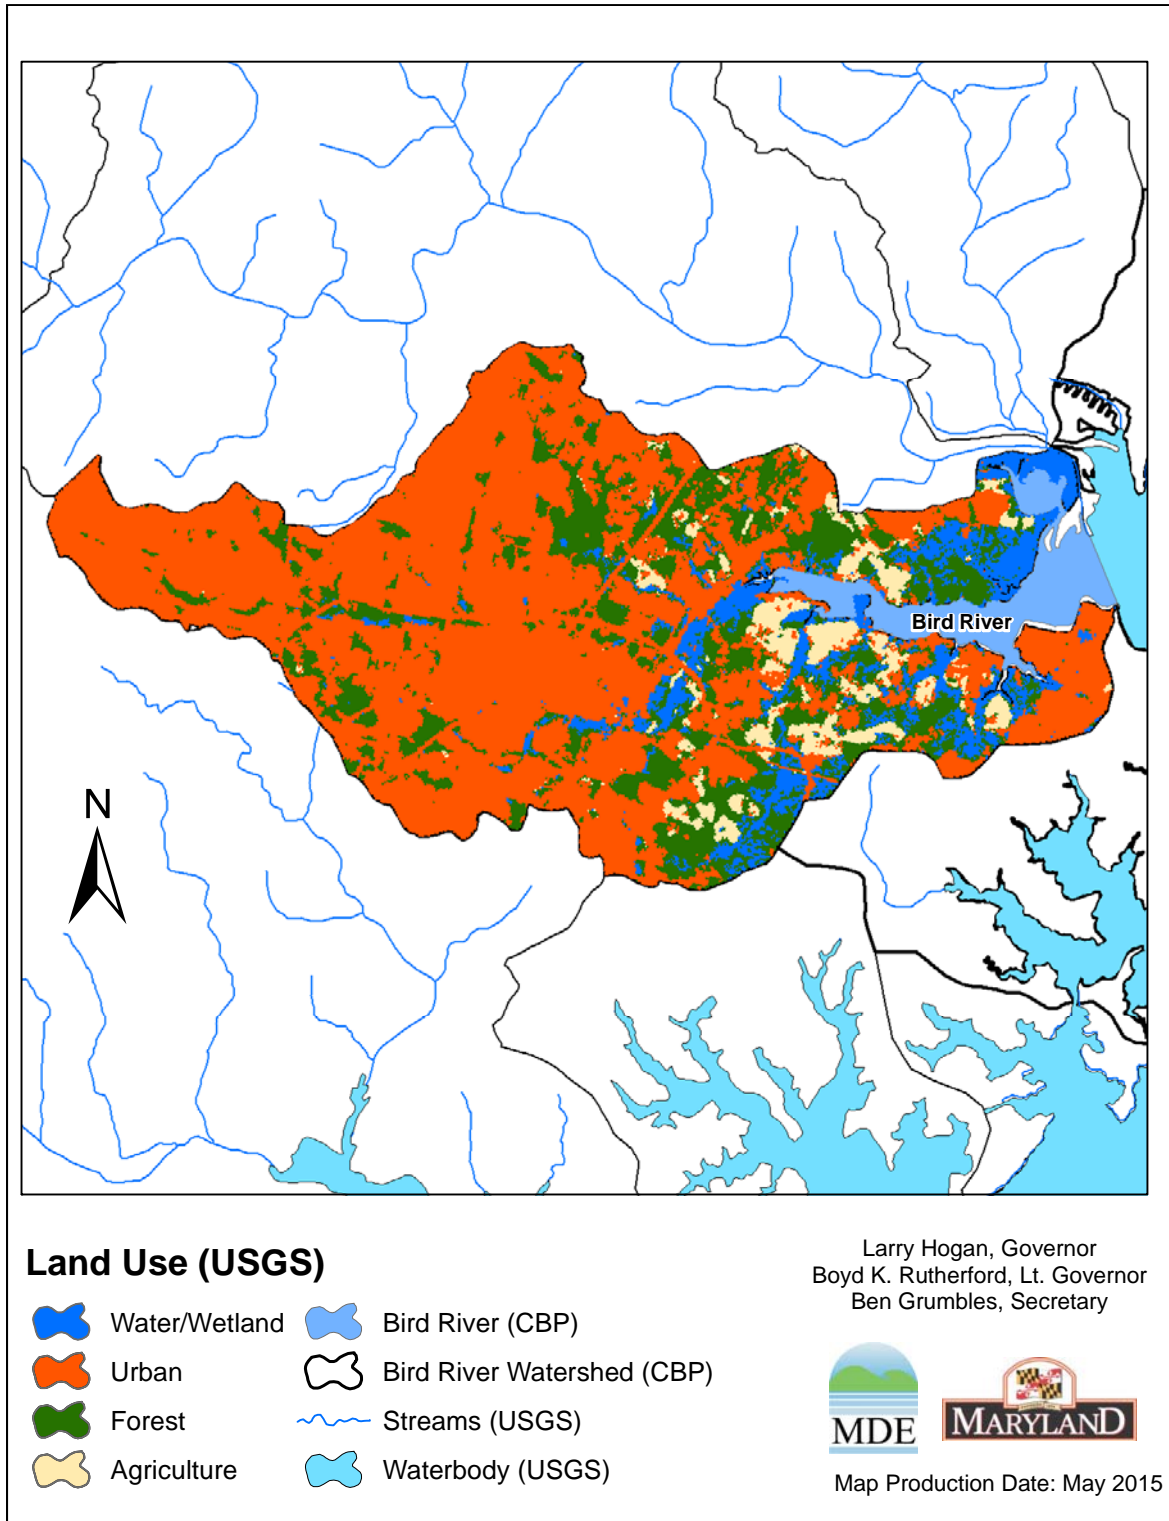 Bird River
N
Land Use (USGS)
Water/Wetland
Urban
Forest
Agriculture
Bird River (CBP)
Bird River Watershed (CBP)
Streams (USGS)
Waterbody (USGS)
Larry Hogan, Governor
Boyd K. Rutherford, Lt. Governor
Ben Grumbles, Secretary
MDE
MARYLAND
Map Production Date: May 2015